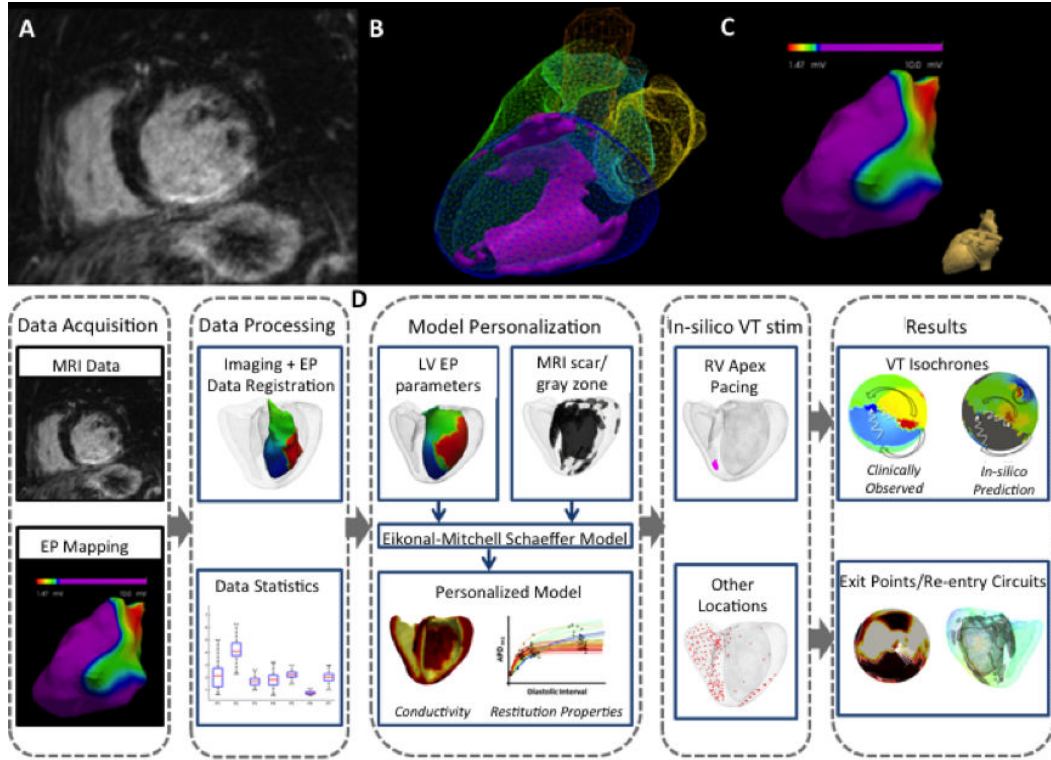 A
B
C
1.47 mV 10.0 mV
D
Data Acquisition
MRI Data
EP Mapping
1.47 mV 10.0 mV
Data Processing
Imaging + EP
Data Registration
Data Statistics
Model Personalization
LV EP
parameters
MRI scar/
gray zone
Eikonal-Mitchell Schaeffer Model
Personalized Model
APD
Diastolic Interval
Conductivity
Restitution Properties
In-silico VT stim
RV Apex
Pacing
Other
Locations
Results
VT Isochrones
Clinically
Observed
In-silico
Prediction
Exit Points/Re-entry Circuits